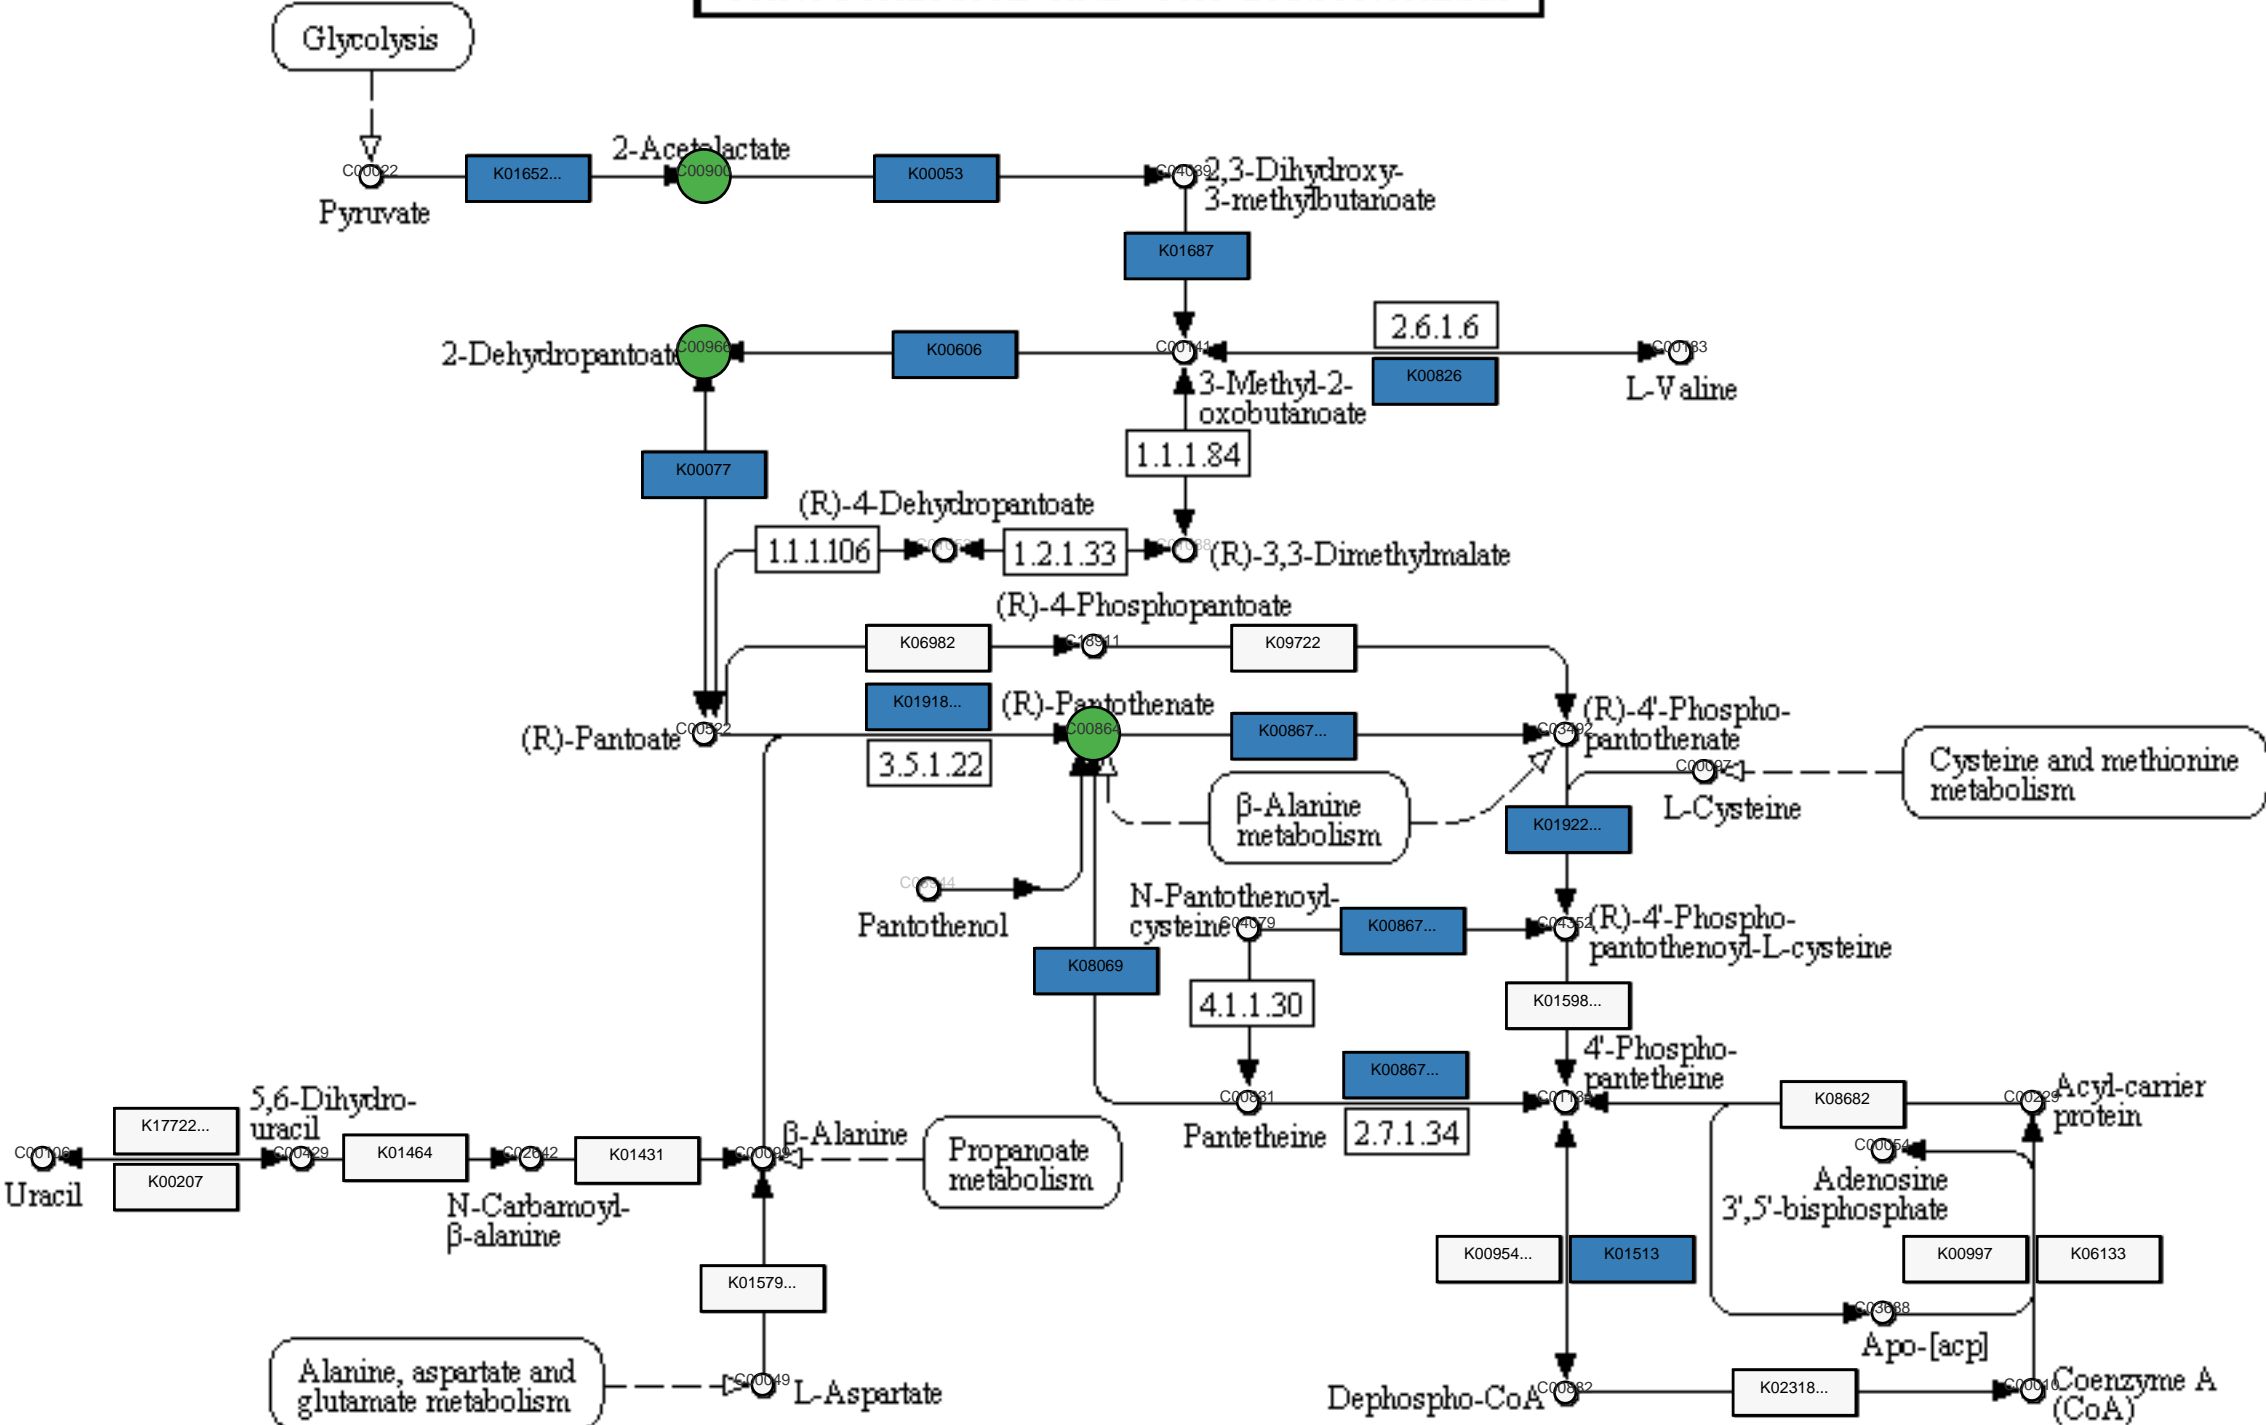 Glycolysis
2-Acetolactate
C00022
K01652...
C00900
K00053
C04039
2,3-Dihydroxy-
3-methylbutanoate
Pyruvate
K01687
2.6.1.6
2-Dehydropantoate
C00966
K00606
C00141
C00183
K00826
3-Methyl-2-
oxobutanoate
L-Valine
1.1.1.84
K00077
(R)-4-Dehydropantoate
1.1.1.106
1.2.1.33
(R)-3,3-Dimethylmalate
(R)-4-Phosphopantoate
K06982
C18911
K09722
K01918...
(R)-Pantothenate
(R)-4'-Phospho-
pantothenate
(R)-Pantoate
C00522
C00864
K00867...
C03492
3.5.1.22
C00097
L-Cysteine
Cysteine and methionine
metabolism
β-Alanine
metabolism
K01922...
Pantothenol
N-Pantothenoyl-
cysteine
C04079
K00867...
C04352
(R)-4'-Phospho-
pantothenoyl-L-cysteine
K08069
4.1.1.30
K01598...
4'-Phospho-
pantetheine
K00867...
C00831
Pantetheine
2.7.1.34
C01134
K08682
C00229
Acyl-carrier
protein
5,6-Dihydro-
uracil
K17722...
C00106
C00429
K01464
C02642
K01431
C00099
β-Alanine
Propanoate
metabolism
K00207
Uracil
N-Carbamoyl-
β-alanine
C00054
Adenosine
3',5'-bisphosphate
K00954...
K01513
K00997
K06133
K01579...
C03688
Apo-[acp]
Alanine, aspartate and
glutamate metabolism
C00049
L-Aspartate
Dephospho-CoA
C00882
K02318...
C00010
Coenzyme A
(CoA)